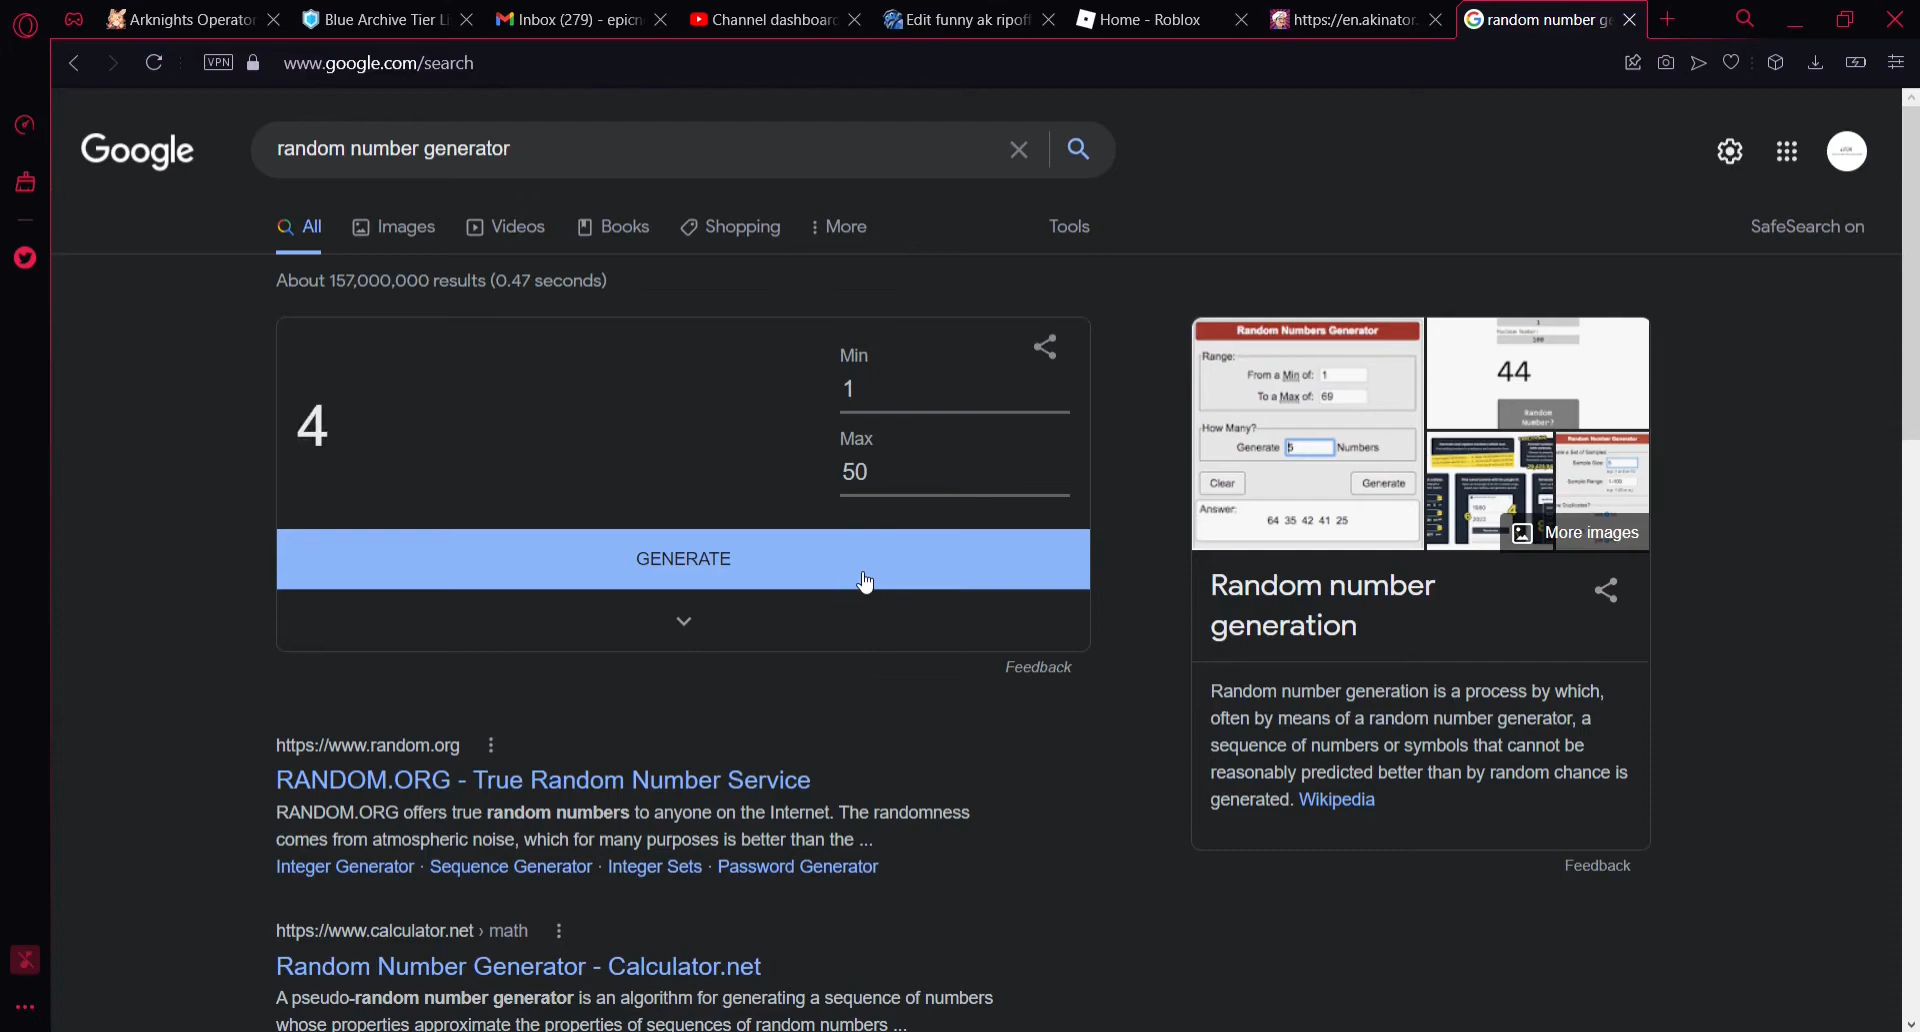 Arknights Operator
Blue Archive Tier Li
Inbox (279) - epicn
Channel dashboard
Edit funny ak ripoff
Home - Roblox
https://en.akinator.
random number ge
VPN
www.google.com/search
Google
random number generator
All
Images
Videos
Books
Shopping
More
Tools
SafeSearch on
About 157,000,000 results (0.47 seconds)
4
Min
1
Max
50
GENERATE
Feedback
https://www.random.org
RANDOM.ORG - True Random Number Service
RANDOM.ORG offers true random numbers to anyone on the Internet. The randomness
comes from atmospheric noise, which for many purposes is better than the ...
Integer Generator · Sequence Generator · Integer Sets · Password Generator
https://www.calculator.net › math
Random Number Generator - Calculator.net
A pseudo-random number generator is an algorithm for generating a sequence of numbers
whose properties approximate the properties of sequences of random numbers ...
Random Numbers Generator
Range:
From a Min of: 1
To a Max of: 69
How Many?
Generate 5 Numbers
Clear
Generate
Answer:
64 35 42 41 25
1
100
44
Random
Number?
Random Number Generator
More images
Random number
generation
Random number generation is a process by which,
often by means of a random number generator, a
sequence of numbers or symbols that cannot be
reasonably predicted better than by random chance is
generated. Wikipedia
Feedback